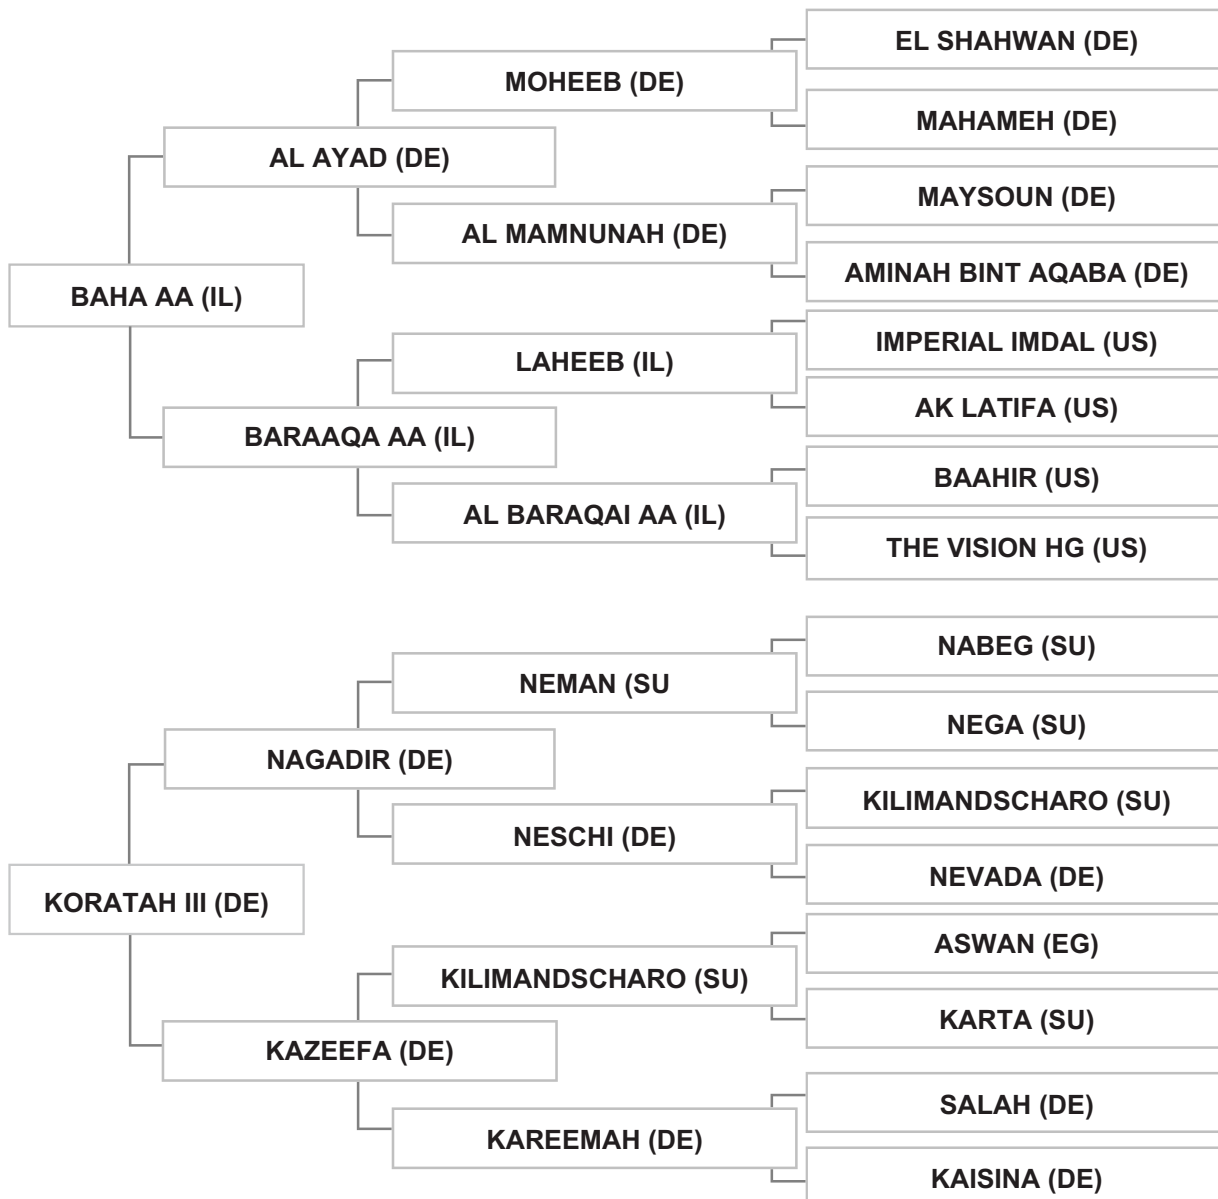 EL SHAHWAN (DE)
MOHEEB (DE)
MAHAMEH (DE)
AL AYAD (DE)
MAYSOUN (DE)
AL MAMNUNAH (DE)
AMINAH BINT AQABA (DE)
BAHA AA (IL)
IMPERIAL IMDAL (US)
LAHEEB (IL)
AK LATIFA (US)
BARAAQA AA (IL)
BAAHIR (US)
AL BARAQAI AA (IL)
THE VISION HG (US)
NABEG (SU)
NEMAN (SU
NEGA (SU)
NAGADIR (DE)
KILIMANDSCHARO (SU)
NESCHI (DE)
NEVADA (DE)
KORATAH III (DE)
ASWAN (EG)
KILIMANDSCHARO (SU)
KARTA (SU)
KAZEEFA (DE)
SALAH (DE)
KAREEMAH (DE)
KAISINA (DE)